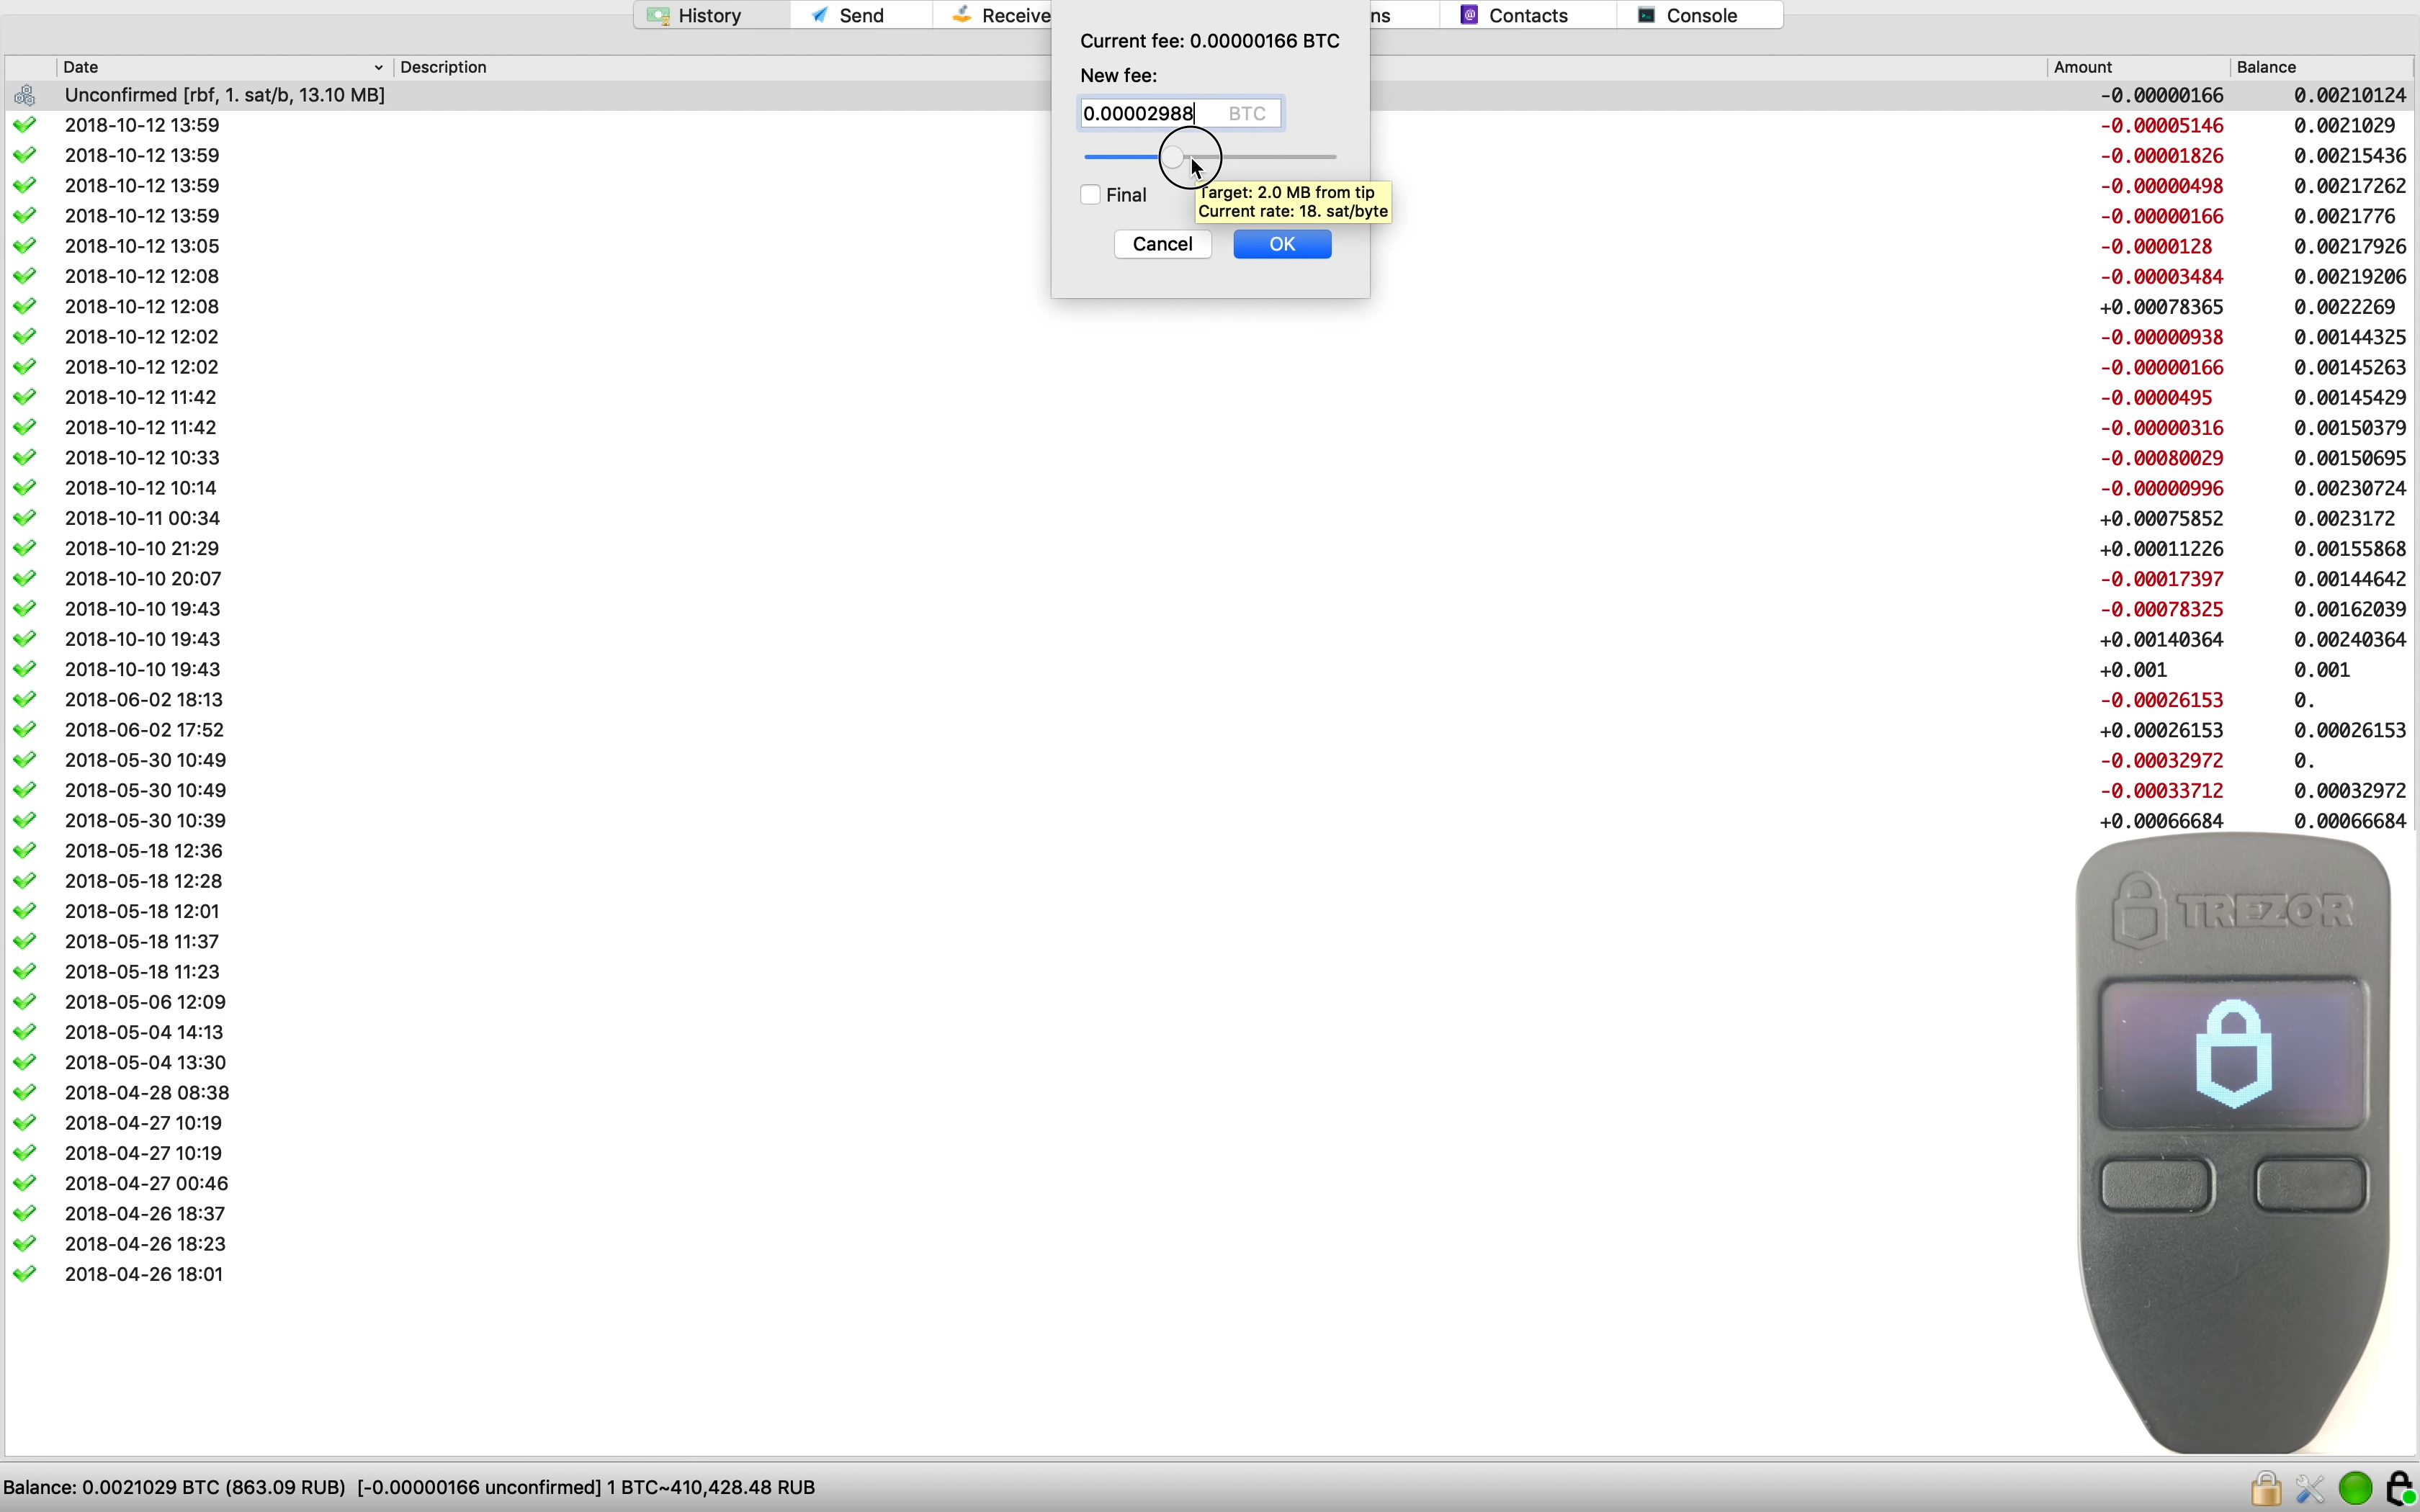 History Send Receive ns Contacts Console
Current fee: 0.00000166 BTC
New fee:
0.00002988 BTC
Target: 2.0 MB from tip
Current rate: 18. sat/byte
Final
Cancel OK
Date Description Amount Balance
Unconfirmed [rbf, 1. sat/b, 13.10 MB] -0.00000166 0.00210124
2018-10-12 13:59 -0.00005146 0.0021029
2018-10-12 13:59 -0.00001826 0.00215436
2018-10-12 13:59 -0.00000498 0.00217262
2018-10-12 13:59 -0.00000166 0.0021776
2018-10-12 13:05 -0.0000128 0.00217926
2018-10-12 12:08 -0.00003484 0.00219206
2018-10-12 12:08 +0.00078365 0.0022269
2018-10-12 12:02 -0.00000938 0.00144325
2018-10-12 12:02 -0.00000166 0.00145263
2018-10-12 11:42 -0.0000495 0.00145429
2018-10-12 11:42 -0.00000316 0.00150379
2018-10-12 10:33 -0.00080029 0.00150695
2018-10-12 10:14 -0.00000996 0.00230724
2018-10-11 00:34 +0.00075852 0.0023172
2018-10-10 21:29 +0.00011226 0.00155868
2018-10-10 20:07 -0.00017397 0.00144642
2018-10-10 19:43 -0.00078325 0.00162039
2018-10-10 19:43 +0.00140364 0.00240364
2018-10-10 19:43 +0.001 0.001
2018-06-02 18:13 -0.00026153 0.
2018-06-02 17:52 +0.00026153 0.00026153
2018-05-30 10:49 -0.00032972 0.
2018-05-30 10:49 -0.00033712 0.00032972
2018-05-30 10:39 +0.00066684 0.00066684
2018-05-18 12:36
2018-05-18 12:28
2018-05-18 12:01
2018-05-18 11:37
2018-05-18 11:23
2018-05-06 12:09
2018-05-04 14:13
2018-05-04 13:30
2018-04-28 08:38
2018-04-27 10:19
2018-04-27 10:19
2018-04-27 00:46
2018-04-26 18:37
2018-04-26 18:23
2018-04-26 18:01
TREZOR
Balance: 0.0021029 BTC (863.09 RUB) [-0.00000166 unconfirmed] 1 BTC~410,428.48 RUB